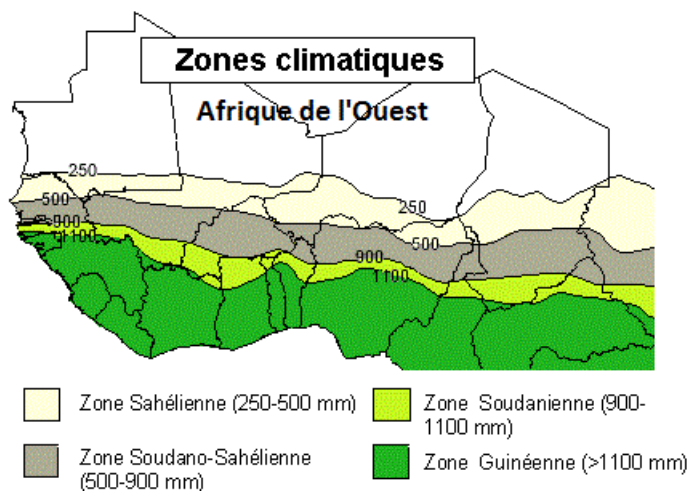 Zones climatiques
Afrique de l'Ouest
250
500
900
1100
250
500
900
1100
Zone Sahélienne (250-500 mm)
Zone Soudano-Sahélienne
(500-900 mm)
Zone Soudanienne (900-
1100 mm)
Zone Guinéenne (>1100 mm)